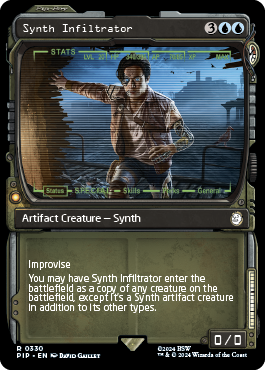 Synth Infiltrator 3
STATS
Status S.P.E.C.I.A.L. Skills Perks General
Artifact Creature – Synth
Improvise
You may have Synth Infiltrator enter the
battlefield as a copy of any creature on the
battlefield, except it's a Synth artifact creature
in addition to its other types.
R 0330
PIP • EN DAVID GAILLET
0/0
©2024 BSW
™ & © 2024 Wizards of the Coast